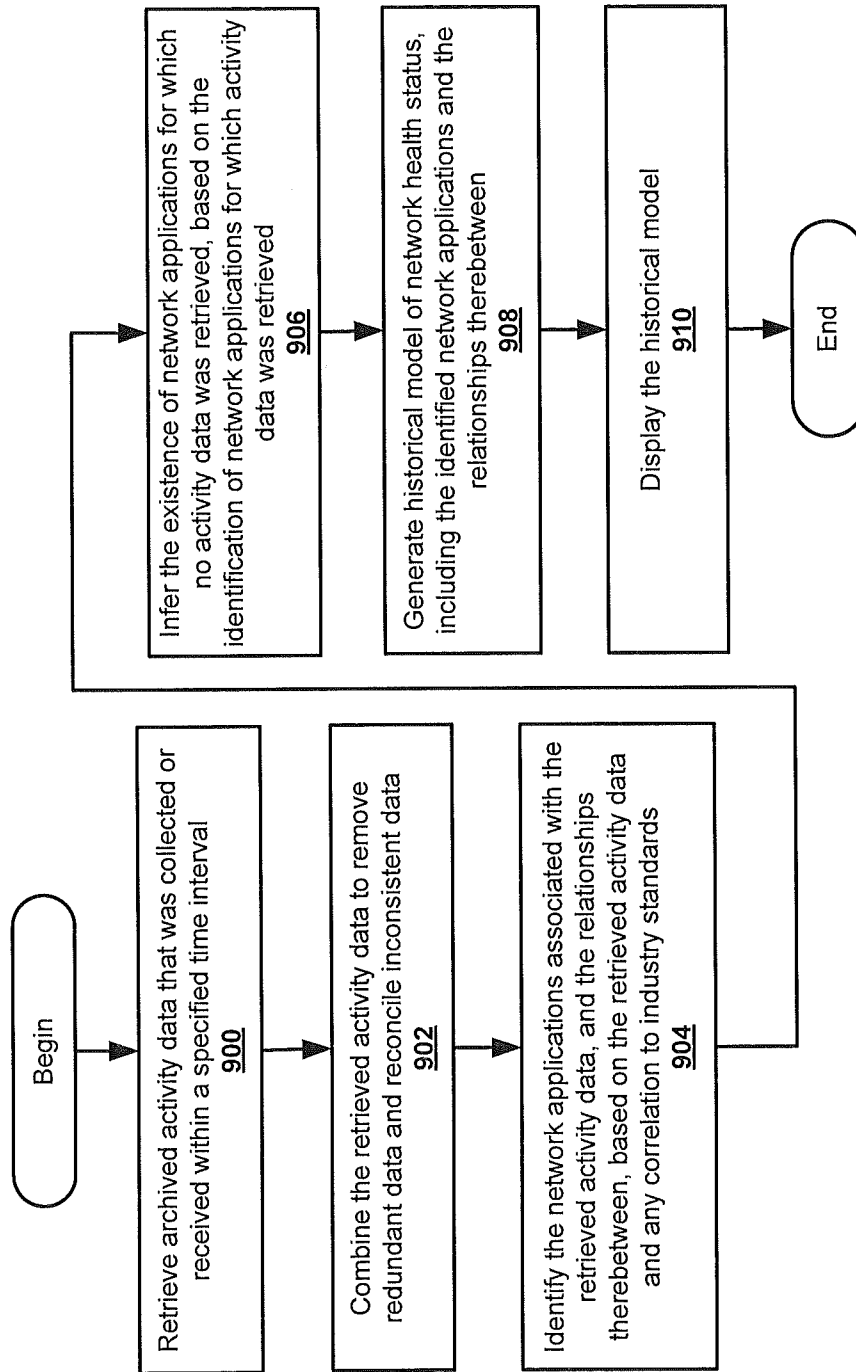 Begin
Retrieve archived activity data that was collected or
received within a specified time interval
900
Combine the retrieved activity data to remove
redundant data and reconcile inconsistent data
902
Identify the network applications associated with the
retrieved activity data, and the relationships
therebetween, based on the retrieved activity data
and any correlation to industry standards
904
Infer the existence of network applications for which
no activity data was retrieved, based on the
identification of network applications for which activity
data was retrieved
906
Generate historical model of network health status,
including the identified network applications and the
relationships therebetween
908
Display the historical model
910
End